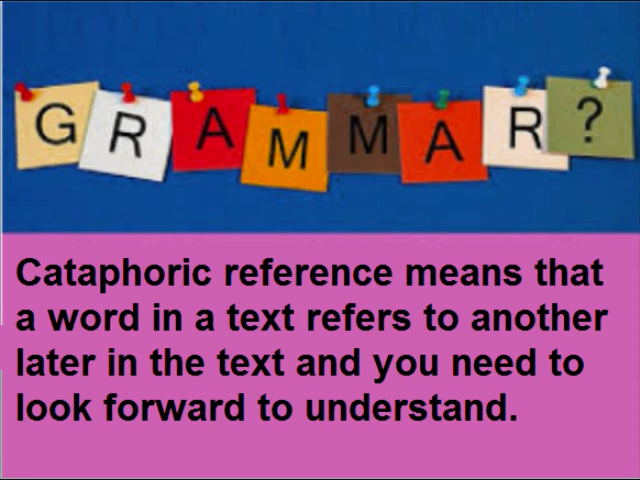 GRAMMAR?
Cataphoric reference means that
a word in a text refers to another
later in the text and you need to
look forward to understand.